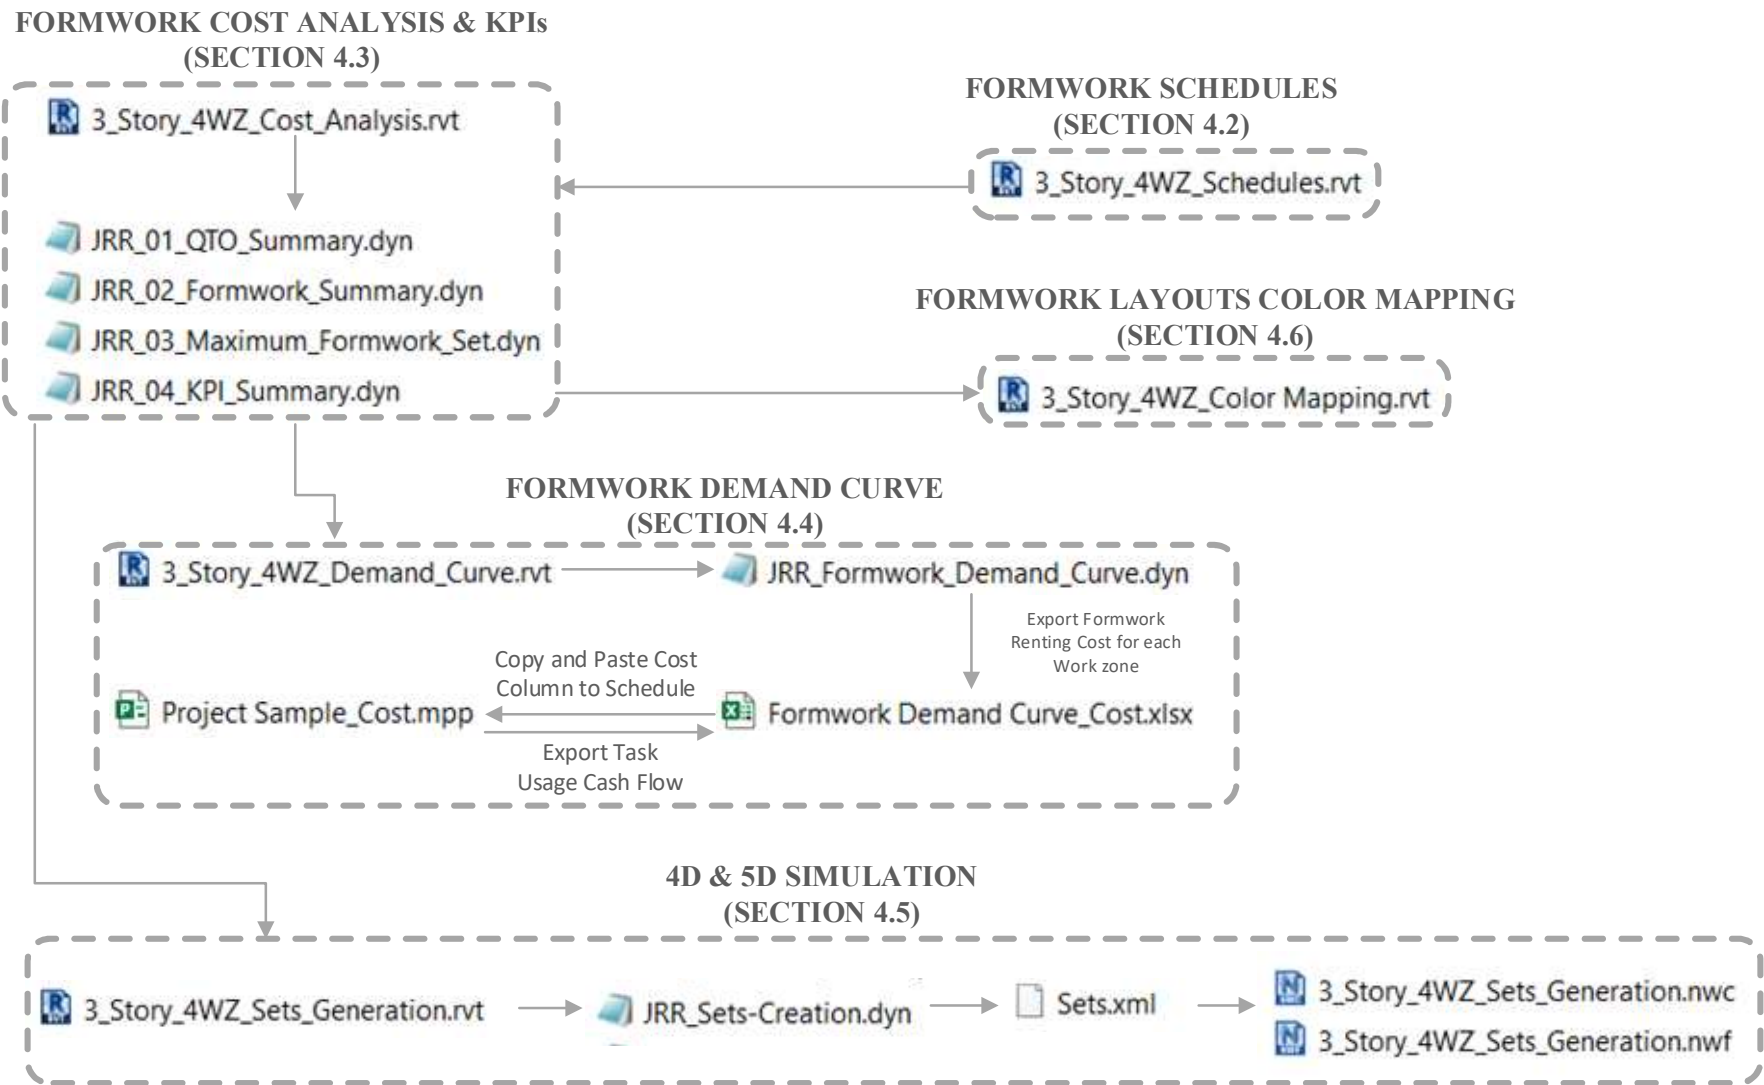 FORMWORK COST ANALYSIS & KPIs
(SECTION 4.3)
3_Story_4WZ_Cost_Analysis.rvt
JRR_01_QTO_Summary.dyn
JRR_02_Formwork_Summary.dyn
JRR_03_Maximum_Formwork_Set.dyn
JRR_04_KPI_Summary.dyn
FORMWORK SCHEDULES
(SECTION 4.2)
3_Story_4WZ_Schedules.rvt
FORMWORK LAYOUTS COLOR MAPPING
(SECTION 4.6)
3_Story_4WZ_Color Mapping.rvt
FORMWORK DEMAND CURVE
(SECTION 4.4)
3_Story_4WZ_Demand_Curve.rvt
JRR_Formwork_Demand_Curve.dyn
Export Formwork
Renting Cost for each
Work zone
Copy and Paste Cost
Column to Schedule
Project Sample_Cost.mpp
Formwork Demand Curve_Cost.xlsx
Export Task
Usage Cash Flow
4D & 5D SIMULATION
(SECTION 4.5)
3_Story_4WZ_Sets_Generation.rvt
JRR_Sets-Creation.dyn
Sets.xml
3_Story_4WZ_Sets_Generation.nwc
3_Story_4WZ_Sets_Generation.nwf